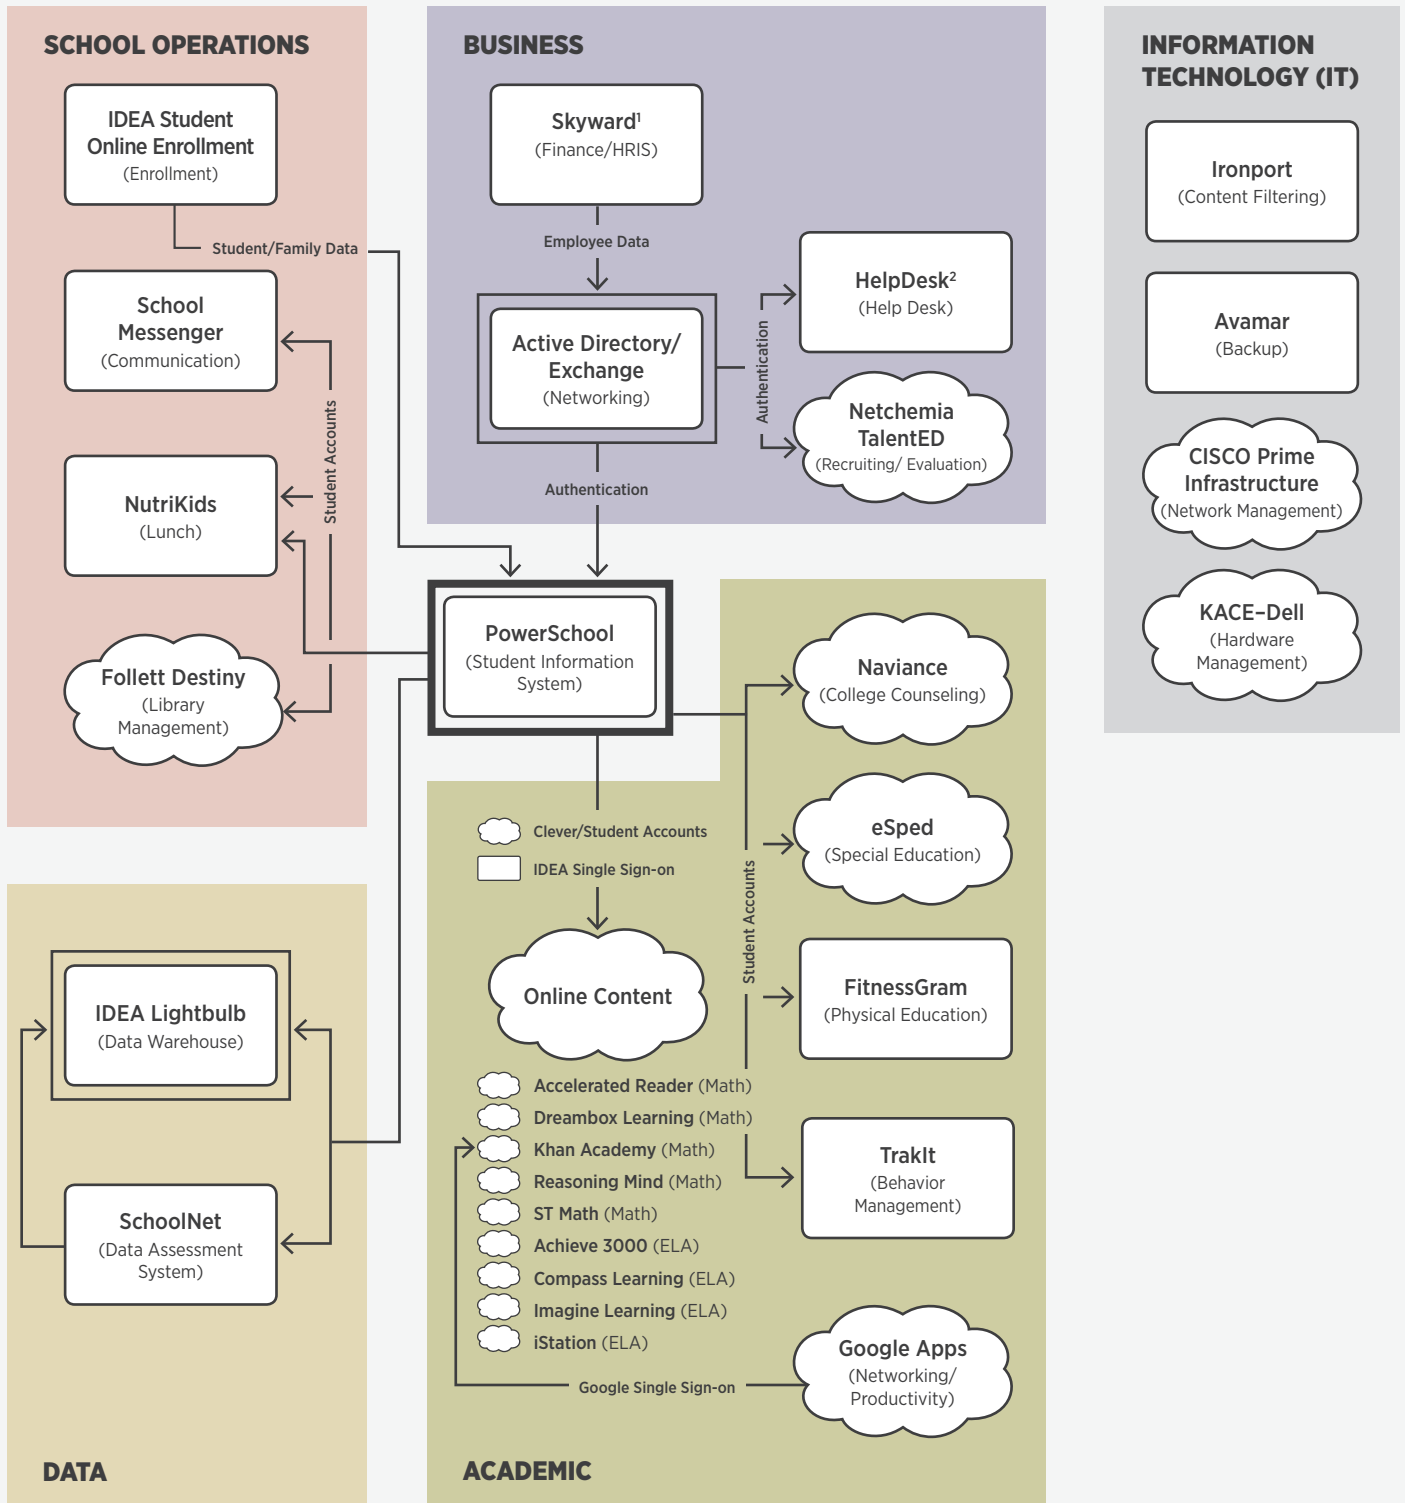 SCHOOL OPERATIONS
IDEA Student
Online Enrollment
(Enrollment)
Student/Family Data
School
Messenger
(Communication)
Student Accounts
NutriKids
(Lunch)
Follett Destiny
(Library
Management)
BUSINESS
Skyward¹
(Finance/HRIS)
Employee Data
Active Directory/
Exchange
(Networking)
Authentication
HelpDesk²
(Help Desk)
Netchemia
TalentED
(Recruiting/ Evaluation)
Authentication
INFORMATION
TECHNOLOGY (IT)
Ironport
(Content Filtering)
Avamar
(Backup)
CISCO Prime
Infrastructure
(Network Management)
KACE–Dell
(Hardware
Management)
PowerSchool
(Student Information
System)
Clever/Student Accounts
IDEA Single Sign-on
Online Content
Accelerated Reader (Math)
Dreambox Learning (Math)
Khan Academy (Math)
Reasoning Mind (Math)
ST Math (Math)
Achieve 3000 (ELA)
Compass Learning (ELA)
Imagine Learning (ELA)
iStation (ELA)
Google Single Sign-on
Student Accounts
Naviance
(College Counseling)
eSped
(Special Education)
FitnessGram
(Physical Education)
TrakIt
(Behavior
Management)
Google Apps
(Networking/
Productivity)
ACADEMIC
IDEA Lightbulb
(Data Warehouse)
SchoolNet
(Data Assessment
System)
DATA